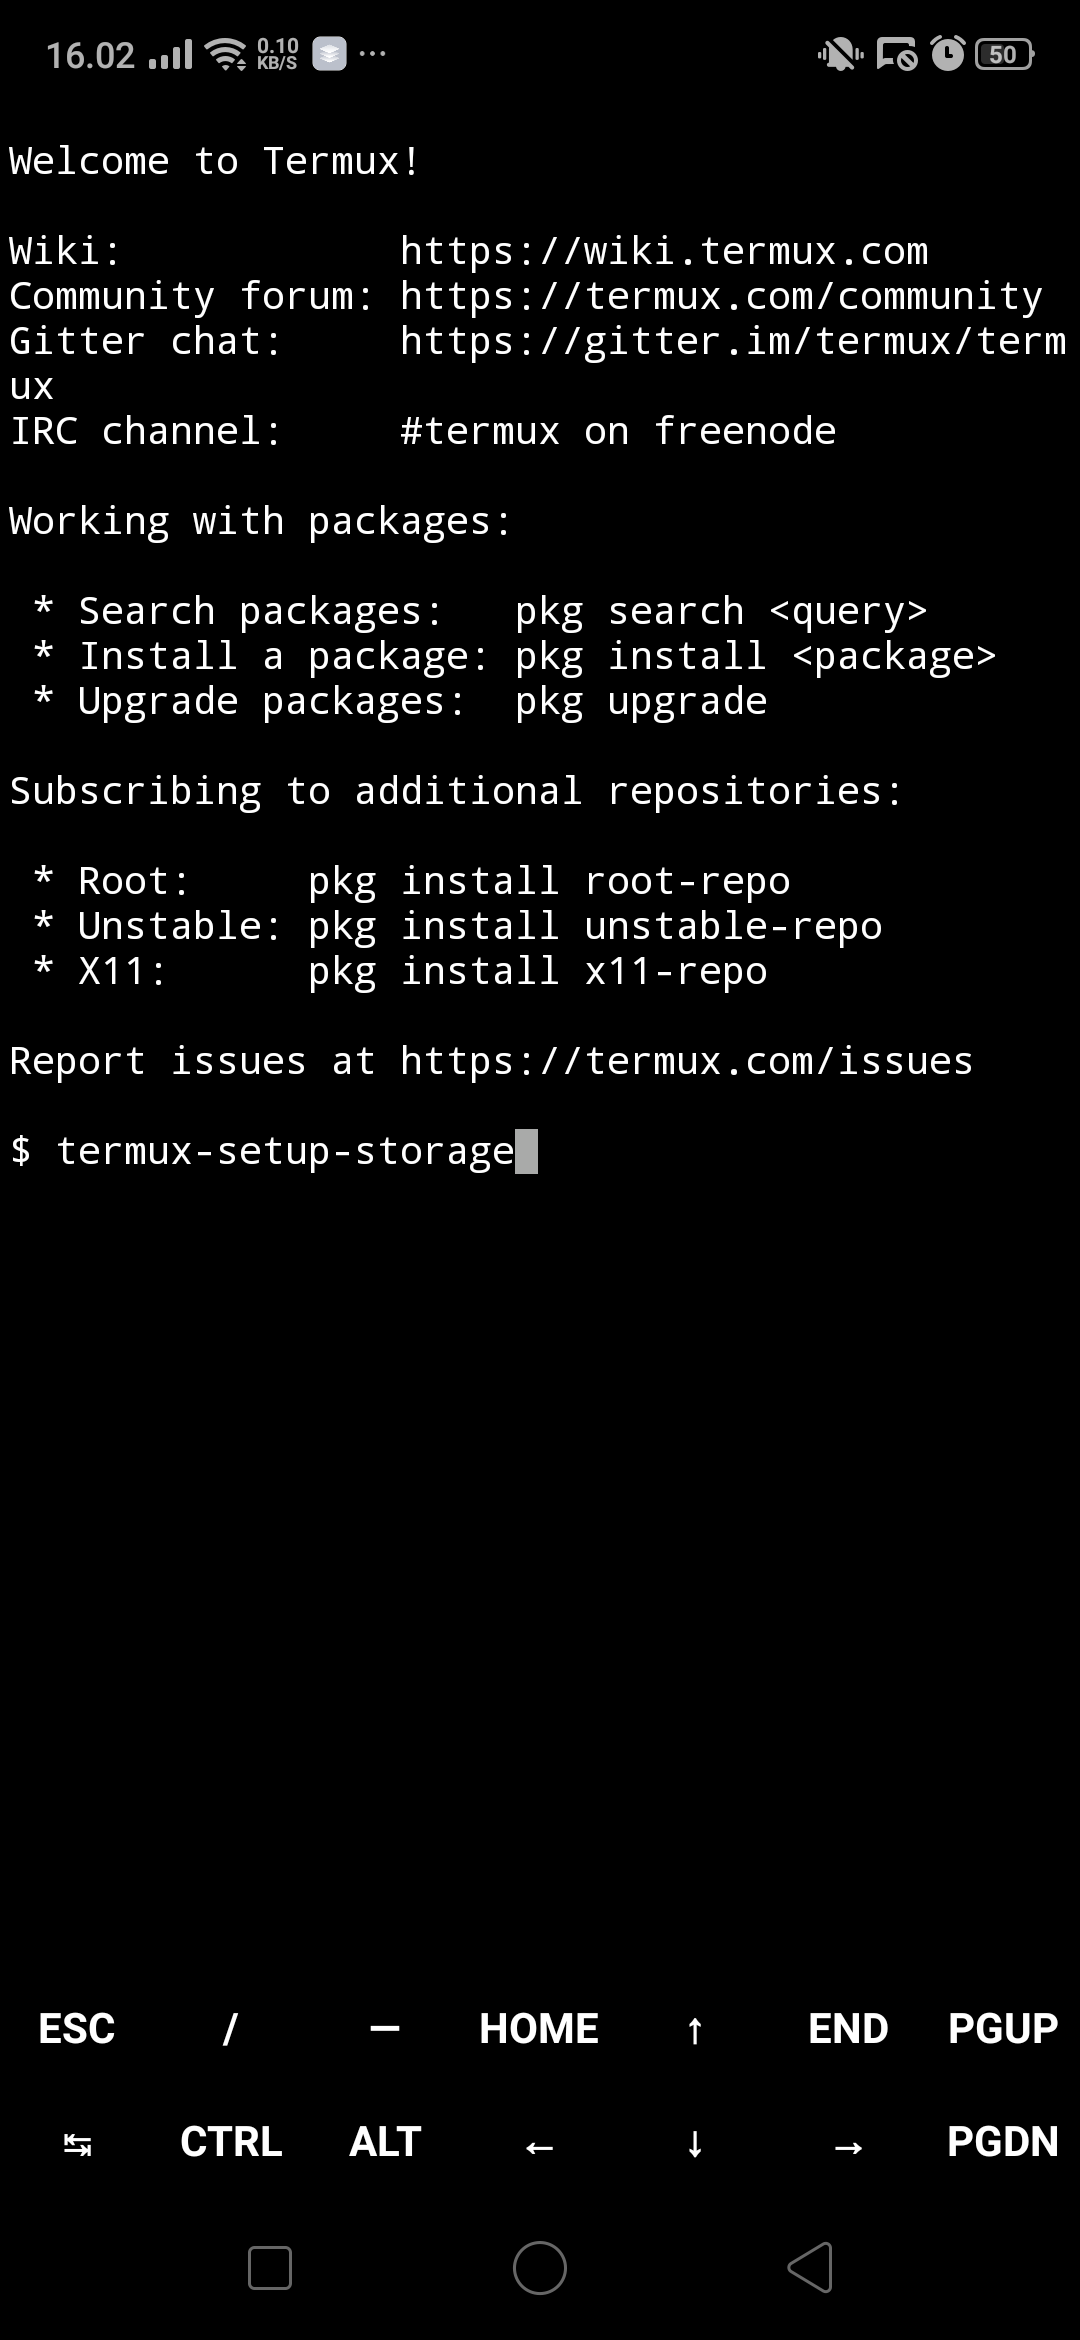 16.02 0.10 KB/S 50
Welcome to Termux!
Wiki: https://wiki.termux.com
Community forum: https://termux.com/community
Gitter chat: https://gitter.im/termux/term
ux
IRC channel: #termux on freenode
Working with packages:
* Search packages: pkg search <query>
* Install a package: pkg install <package>
* Upgrade packages: pkg upgrade
Subscribing to additional repositories:
* Root: pkg install root-repo
* Unstable: pkg install unstable-repo
* X11: pkg install x11-repo
Report issues at https://termux.com/issues
$ termux-setup-storage
ESC / — HOME ↑ END PGUP
↹ CTRL ALT ← ↓ → PGDN